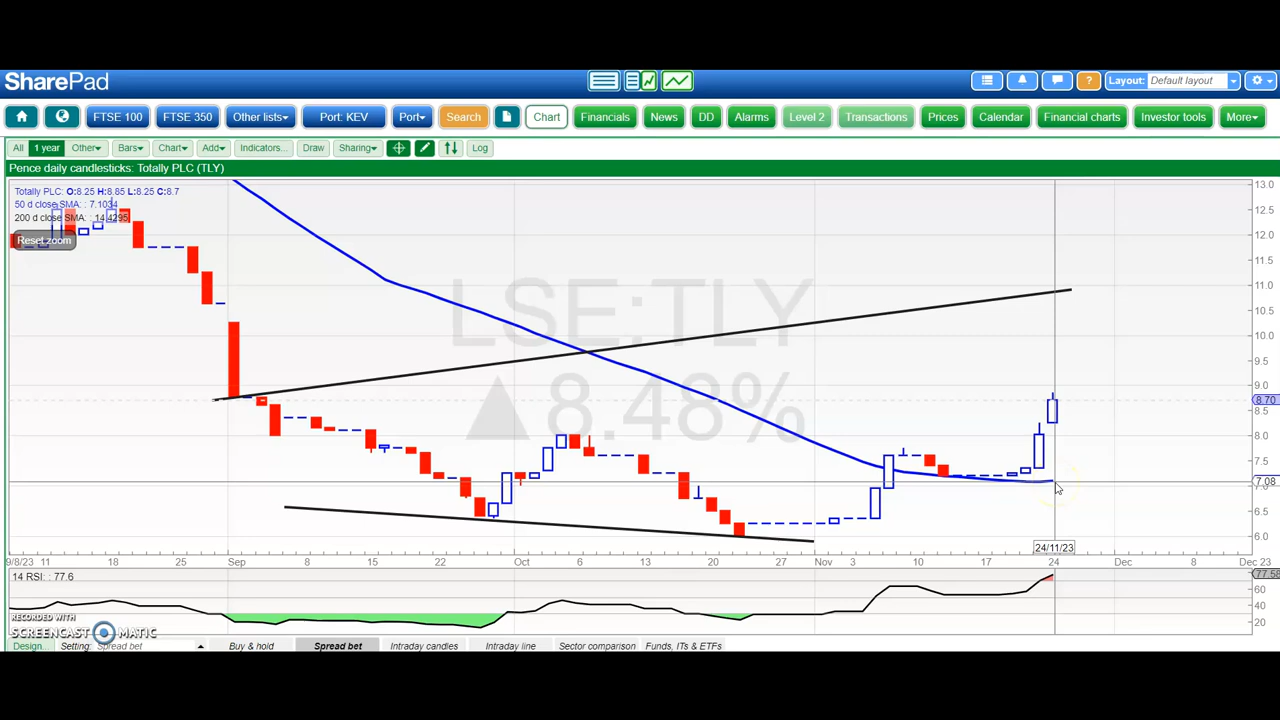 SharePad
Layout: Default layout
FTSE 100 FTSE 350 Other lists Port: KEV Port Search Chart Financials News DD Alarms Level 2 Transactions Prices Calendar Financial charts Investor tools More
All 1 year Other Bars Chart Add Indicators... Draw Sharing Log
Pence daily candlesticks: Totally PLC (TLY)
Totally PLC: O:8.25 H:8.85 L:8.25 C:8.7
50 d close SMA: : 7.1034
200 d close SMA: : 14.4295
Reset zoom
LSE:TLY
▲8.48%
13.0
12.5
12.0
11.5
11.0
10.5
10.0
9.5
9.0
8.70
8.5
8.0
7.5
7.08
7.0
6.5
6.0
24/11/23
9/8/23 11 18 Sep 8 15 22 Oct 6 13 20 27 Nov 3 10 17 24 Dec 8 Dec 23
14 RSI: : 77.6
77.58
60
40
20
RECORDED WITH
SCREENCAST MATIC
Design... Setting: Spread bet Buy & hold Spread bet Intraday candles Intraday line Sector comparison Funds, ITs & ETFs